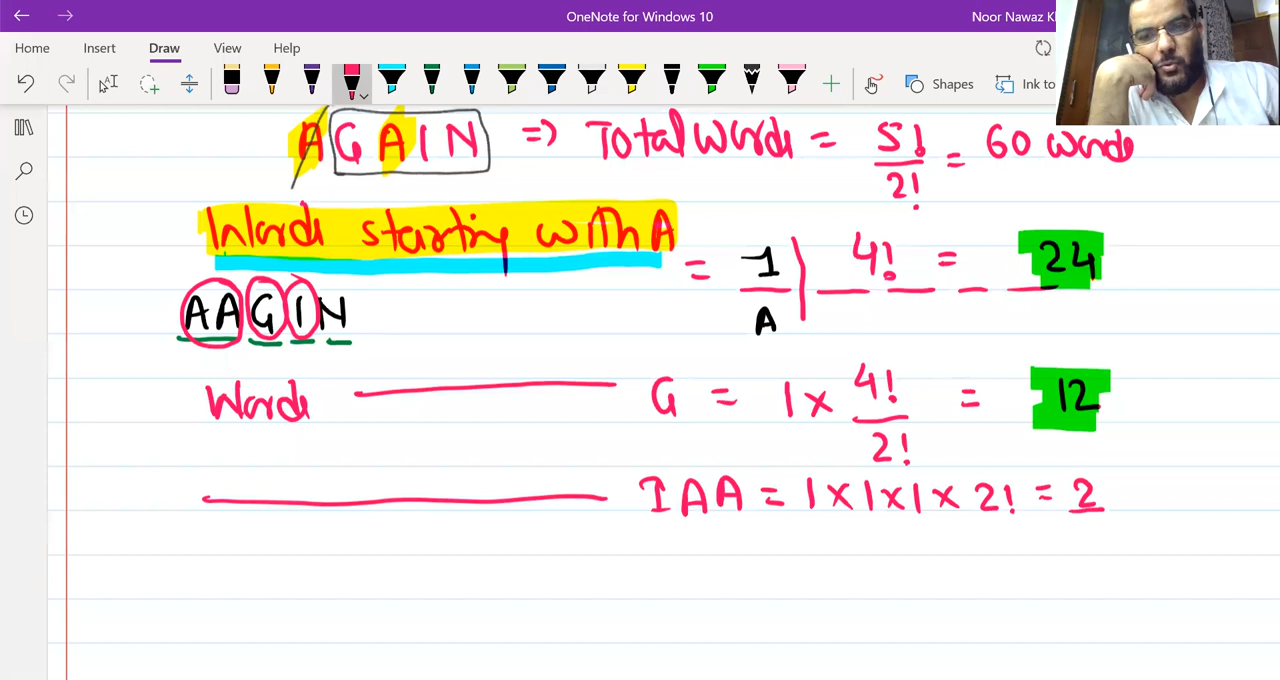 OneNote for Windows 10
Noor Nawaz Kh
Home Insert Draw View Help
Shapes Ink to
AGAIN => Total words = 5!/2! = 60 words
Words starting with A = 1/A | 4! = 24
AAGIN
Words ———— G = 1 × 4!/2! = 12
———— IAA = 1 × 1 × 1 × 2! = 2